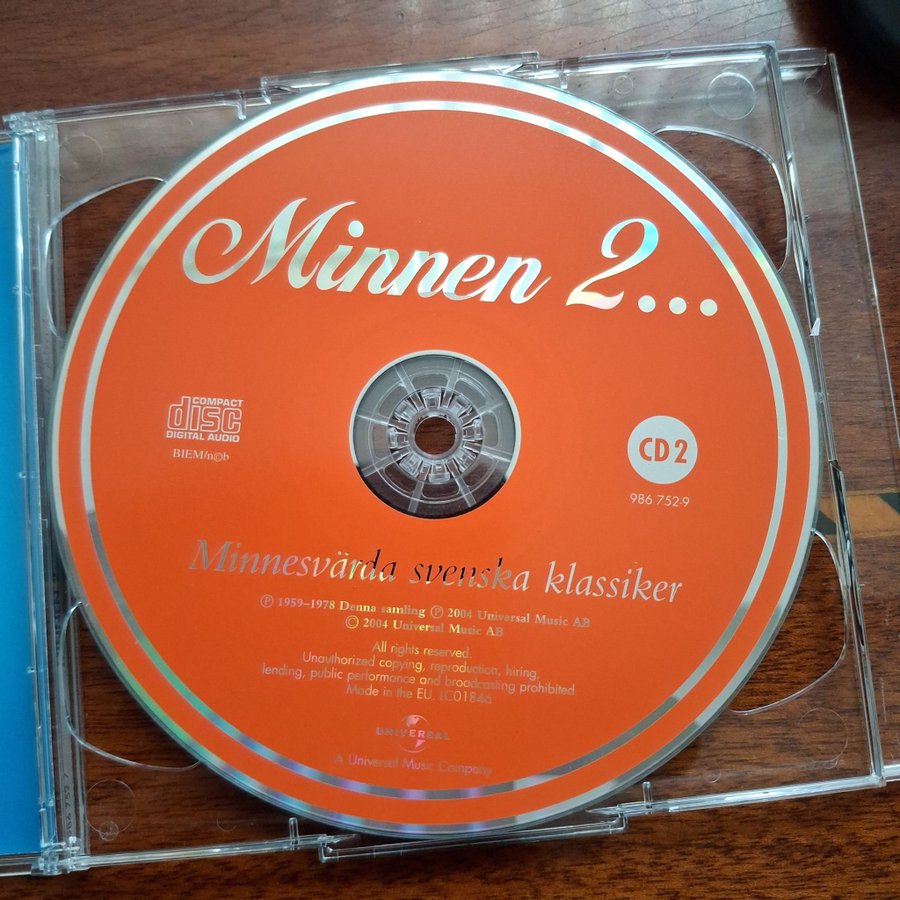 Minnen 2...
COMPACT
disc
DIGITAL AUDIO
BIEM/n©b
CD 2
986 752-9
Minnesvärda svenska klassiker
℗ 1959–1978 Denna samling ℗ 2004 Universal Music AB
© 2004 Universal Music AB
All rights reserved.
Unauthorized copying, reproduction, hiring,
lending, public performance and broadcasting prohibited.
Made in the EU. LC01846
UNIVERSAL
A Universal Music Company